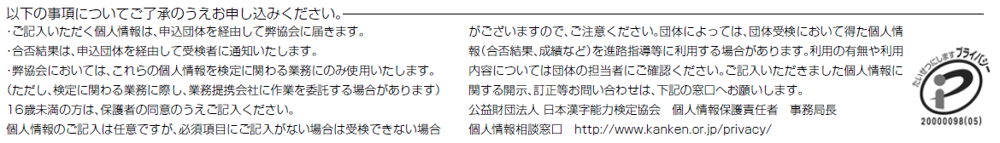 以下の事項についてご了承のうえお申し込みください。
・ご記入いただく個人情報は、申込団体を経由して弊協会に届きます。
・合否結果は、申込団体を経由して受検者に通知いたします。
・弊協会においては、これらの個人情報を検定に関わる業務にのみ使用いたします。
（ただし、検定に関わる業務に際し、業務提携会社に作業を委託する場合があります）
16歳未満の方は、保護者の同意のうえご記入ください。
個人情報のご記入は任意ですが、必須項目にご記入がない場合は受検できない場合
がございますので、ご注意ください。団体によっては、団体受検において得た個人情
報（合否結果、成績など）を進路指導等に利用する場合があります。利用の有無や利用
内容については団体の担当者にご確認ください。ご記入いただきました個人情報に
関する開示、訂正等お問い合わせは、下記の窓口へお願いします。
公益財団法人 日本漢字能力検定協会　個人情報保護責任者　事務局長
個人情報相談窓口　http://www.kanken.or.jp/privacy/
たいせつにします プライバシー
20000098(05)